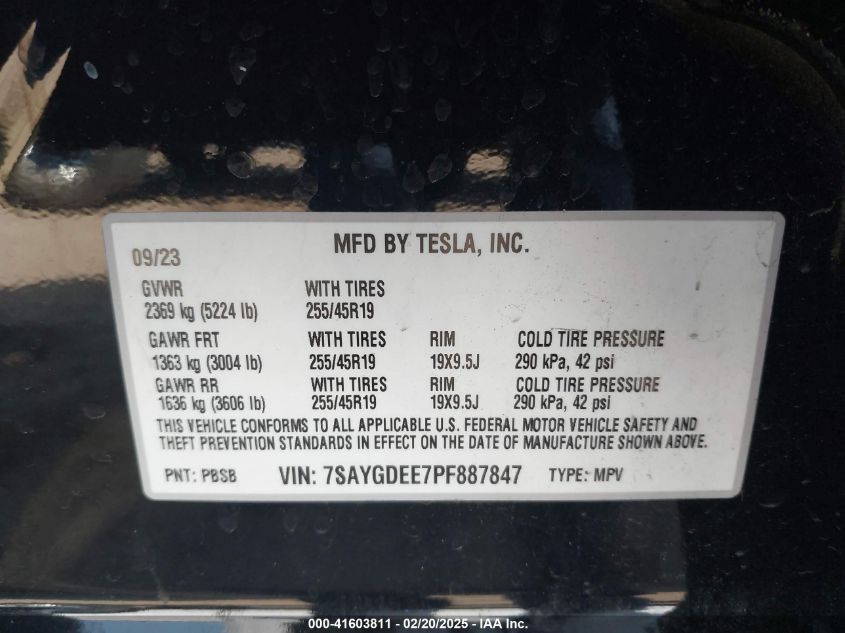 MFD BY TESLA, INC.
09/23
GVWR WITH TIRES
2369 kg (5224 lb) 255/45R19
GAWR FRT WITH TIRES RIM COLD TIRE PRESSURE
1363 kg (3004 lb) 255/45R19 19X9.5J 290 kPa, 42 psi
GAWR RR WITH TIRES RIM COLD TIRE PRESSURE
1636 kg (3606 lb) 255/45R19 19X9.5J 290 kPa, 42 psi
THIS VEHICLE CONFORMS TO ALL APPLICABLE U.S. FEDERAL MOTOR VEHICLE SAFETY AND
THEFT PREVENTION STANDARDS IN EFFECT ON THE DATE OF MANUFACTURE SHOWN ABOVE.
PNT: PBSB VIN: 7SAYGDEE7PF887847 TYPE: MPV
000-41603811 - 02/20/2025 - IAA Inc.